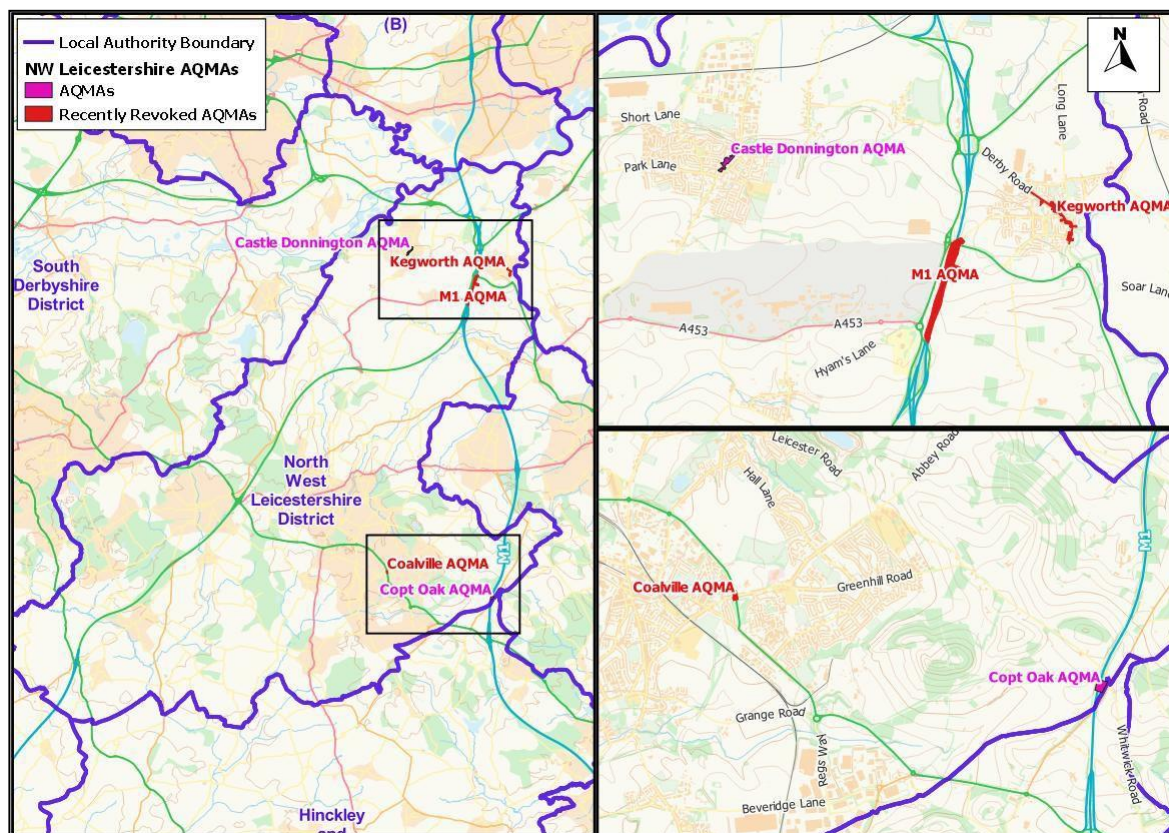 (B)
Local Authority Boundary
NW Leicestershire AQMAs
AQMAs
Recently Revoked AQMAs
Castle Donnington AQMA
Kegworth AQMA
M1 AQMA
South
Derbyshire
District
North
West
Leicestershire
District
M1
Coalville AQMA
Copt Oak AQMA
Hinckley
and
N
Short Lane
Park Lane
Castle Donnington AQMA
Long Lane
Derby Road
Kegworth AQMA
M1 AQMA
Soar Lane
A453
A453
Hyam's Lane
Leicester Road
Abbey Road
Hall Lane
M1
Coalville AQMA
Greenhill Road
Copt Oak AQMA
Grange Road
Regs Way
Whitwick Road
Beveridge Lane